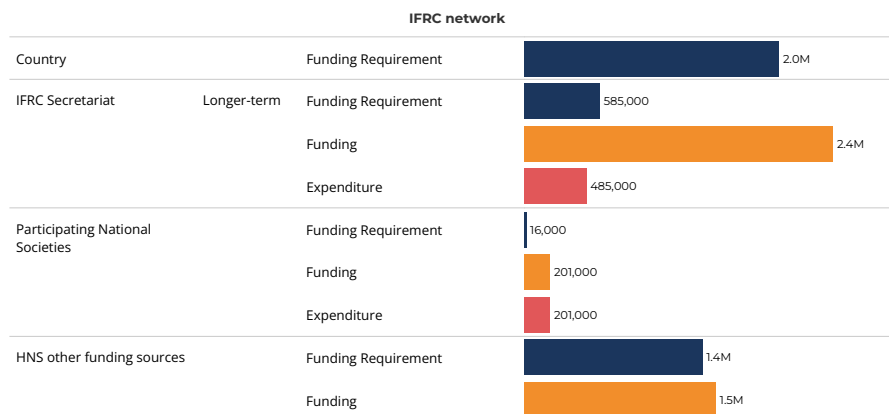 IFRC network
Country Funding Requirement 2.0M
IFRC Secretariat Longer-term Funding Requirement 585,000
Funding 2.4M
Expenditure 485,000
Participating National
Societies
Funding Requirement 16,000
Funding 201,000
Expenditure 201,000
HNS other funding sources Funding Requirement 1.4M
Funding 1.5M